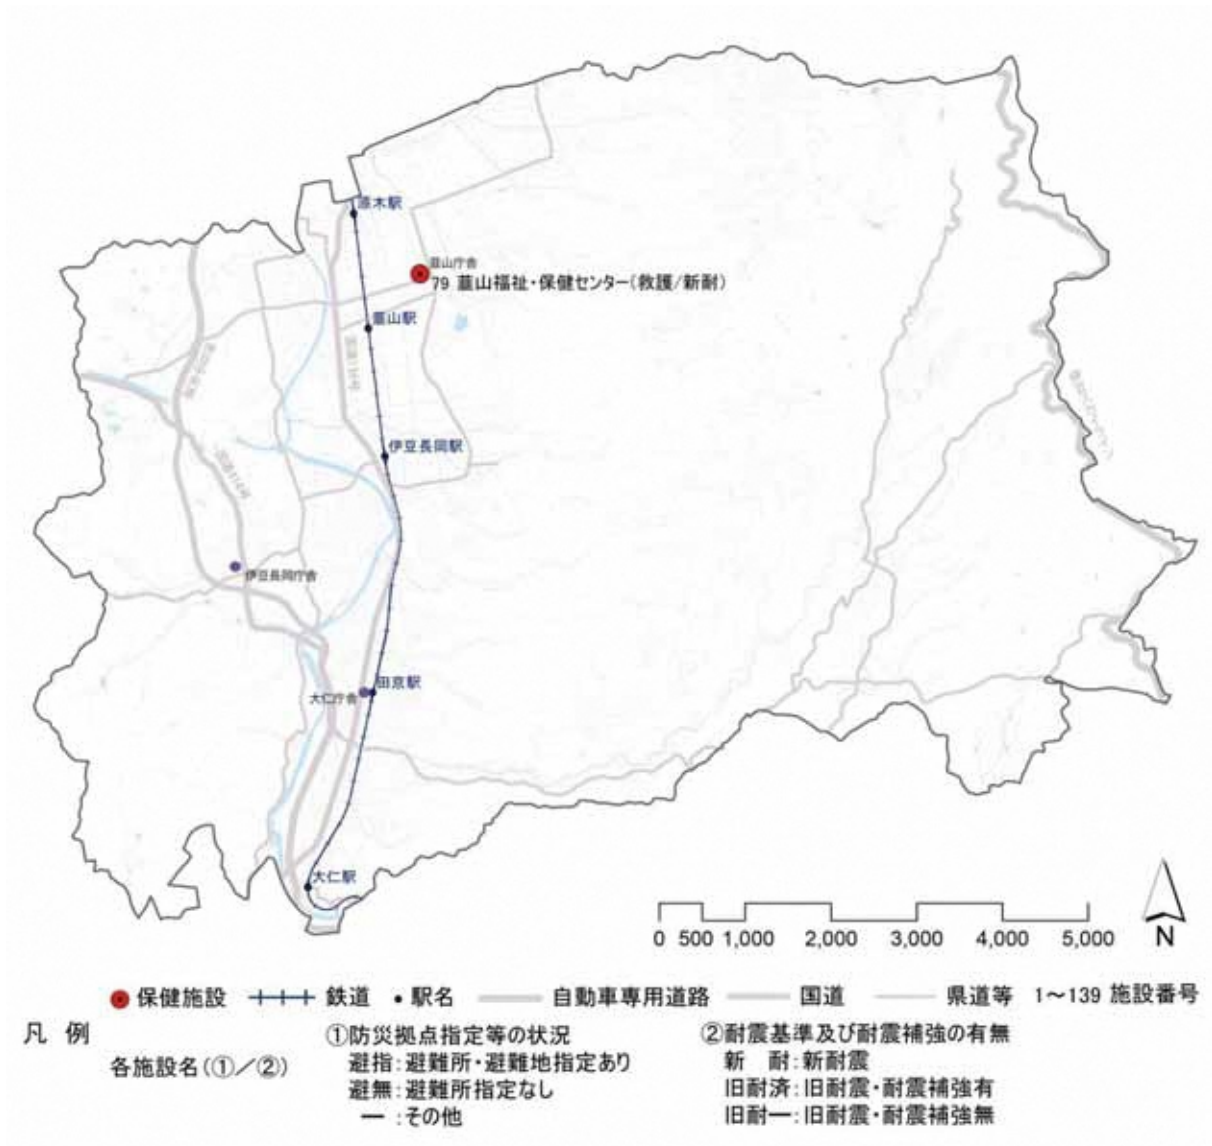 原木駅
韮山庁舎
79 韮山福祉・保健センター(救護/新耐)
韮山駅
伊豆長岡駅
国道414号
伊豆長岡庁舎
田京駅
大仁庁舎
大仁駅
0 500 1,000 2,000 3,000 4,000 5,000
N
保健施設 鉄道 駅名 自動車専用道路 国道 県道等 1～139 施設番号
凡 例
各施設名(①／②)
①防災拠点指定等の状況
避指:避難所・避難地指定あり
避無:避難所指定なし
ー:その他
②耐震基準及び耐震補強の有無
新 耐:新耐震
旧耐済:旧耐震・耐震補強有
旧耐ー:旧耐震・耐震補強無